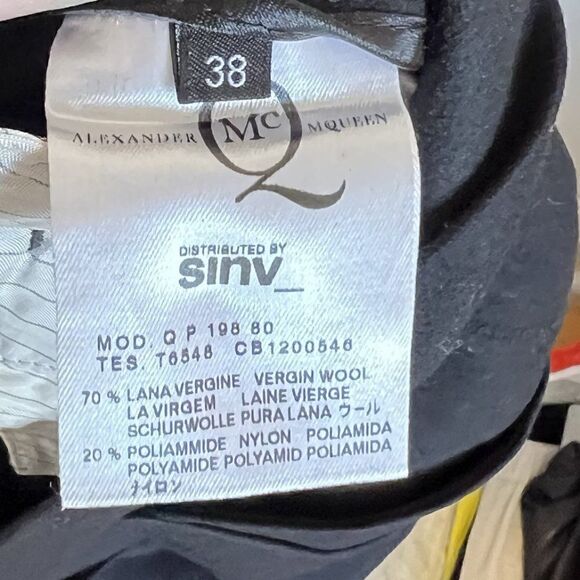 38
ALEXANDER MC MCQUEEN
Q
DISTRIBUTED BY
sinv_
MOD. Q P 198 80
TES. T6548 CB1200546
70 % LANA VERGINE VERGIN WOOL
LA VIRGEM LAINE VIERGE
SCHURWOLLE PURA LANA ウール
20 % POLIAMMIDE NYLON POLIAMIDA
POLYAMIDE POLYAMID POLIAMIDA
ナイロン